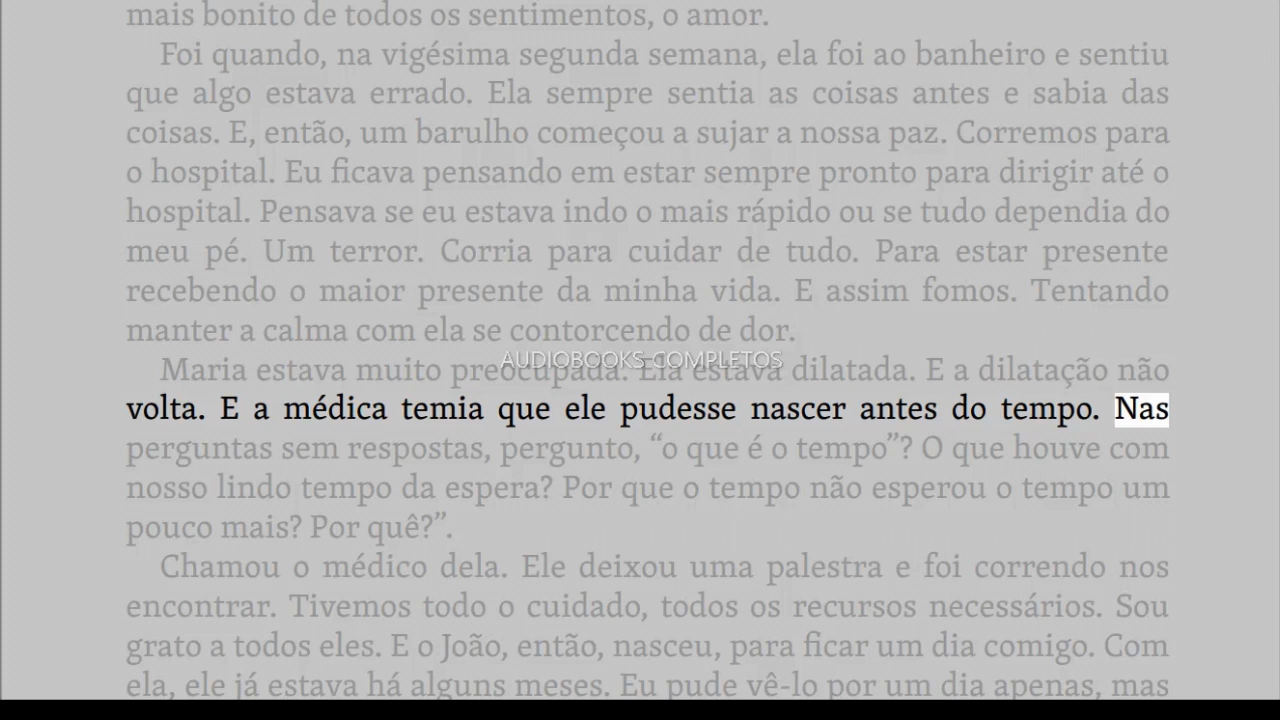 mais bonito de todos os sentimentos, o amor.
Foi quando, na vigésima segunda semana, ela foi ao banheiro e sentiu
que algo estava errado. Ela sempre sentia as coisas antes e sabia das
coisas. E, então, um barulho começou a sujar a nossa paz. Corremos para
o hospital. Eu ficava pensando em estar sempre pronto para dirigir até o
hospital. Pensava se eu estava indo o mais rápido ou se tudo dependia do
meu pé. Um terror. Corria para cuidar de tudo. Para estar presente
recebendo o maior presente da minha vida. E assim fomos. Tentando
manter a calma com ela se contorcendo de dor.
AUDIOBOOKS COMPLETOS
Maria estava muito preocupada. Ela estava dilatada. E a dilatação não
volta. E a médica temia que ele pudesse nascer antes do tempo. Nas
perguntas sem respostas, pergunto, “o que é o tempo”? O que houve com
nosso lindo tempo da espera? Por que o tempo não esperou o tempo um
pouco mais? Por quê?”.
Chamou o médico dela. Ele deixou uma palestra e foi correndo nos
encontrar. Tivemos todo o cuidado, todos os recursos necessários. Sou
grato a todos eles. E o João, então, nasceu, para ficar um dia comigo. Com
ela, ele já estava há alguns meses. Eu pude vê-lo por um dia apenas, mas